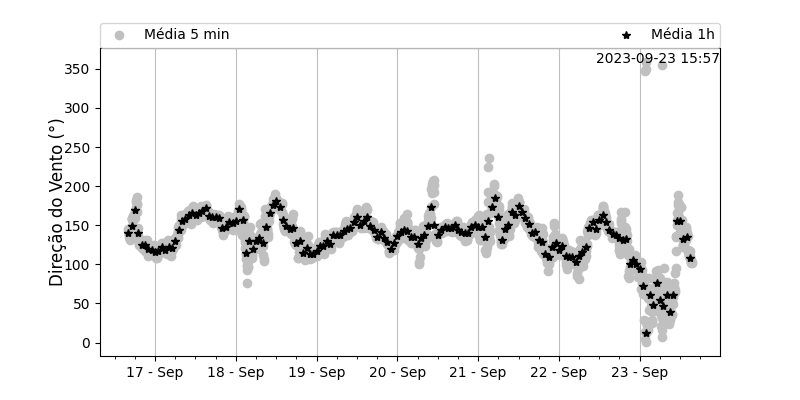 Média 5 min
Média 1h
2023-09-23 15:57
Direção do Vento (°)
350
300
250
200
150
100
50
0
17 - Sep
18 - Sep
19 - Sep
20 - Sep
21 - Sep
22 - Sep
23 - Sep